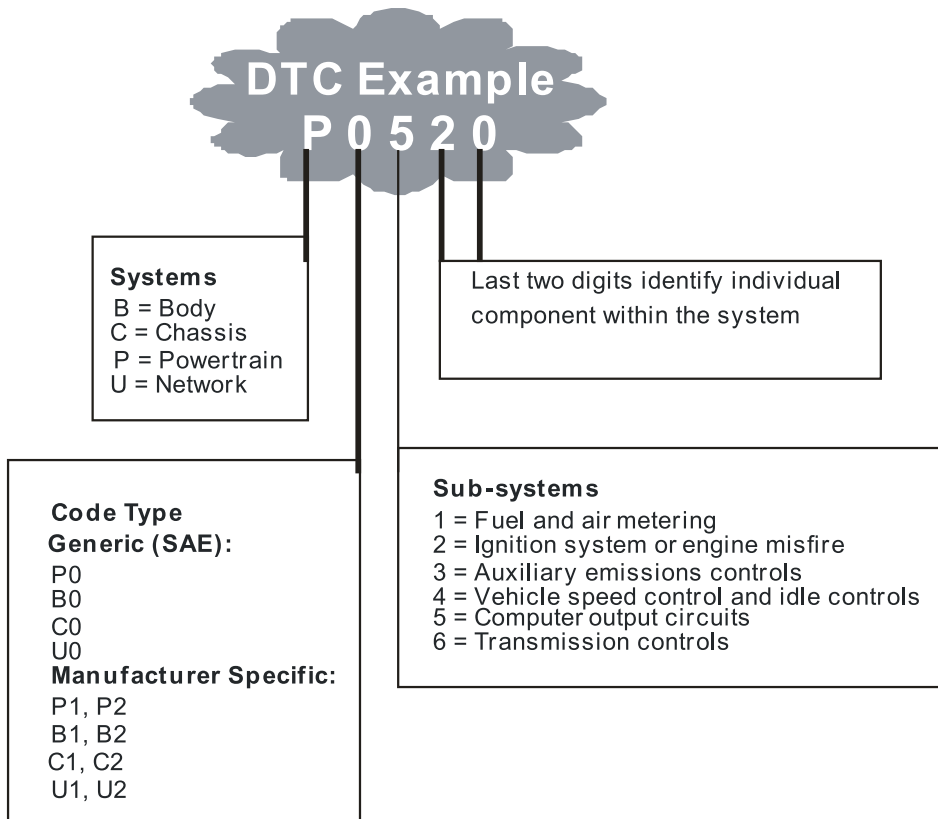 DTC Example
P 0 5 2 0
Systems
B = Body
C = Chassis
P = Powertrain
U = Network
Last two digits identify individual
component within the system
Code Type
Generic (SAE):
P0
B0
C0
U0
Manufacturer Specific:
P1, P2
B1, B2
C1, C2
U1, U2
Sub-systems
1 = Fuel and air metering
2 = Ignition system or engine misfire
3 = Auxiliary emissions controls
4 = Vehicle speed control and idle controls
5 = Computer output circuits
6 = Transmission controls